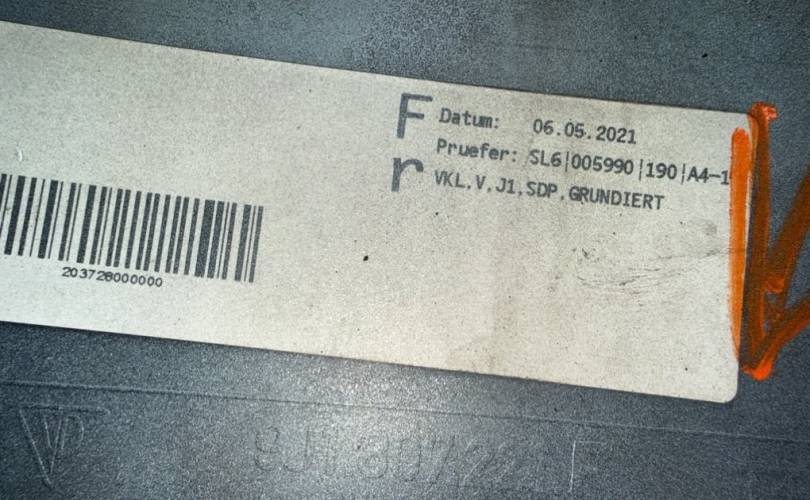 F Datum: 06.05.2021
Pruefer: SL6|005990|190|A4-1
r VKL.V.J1.SDP.GRUNDIERT
203728000000